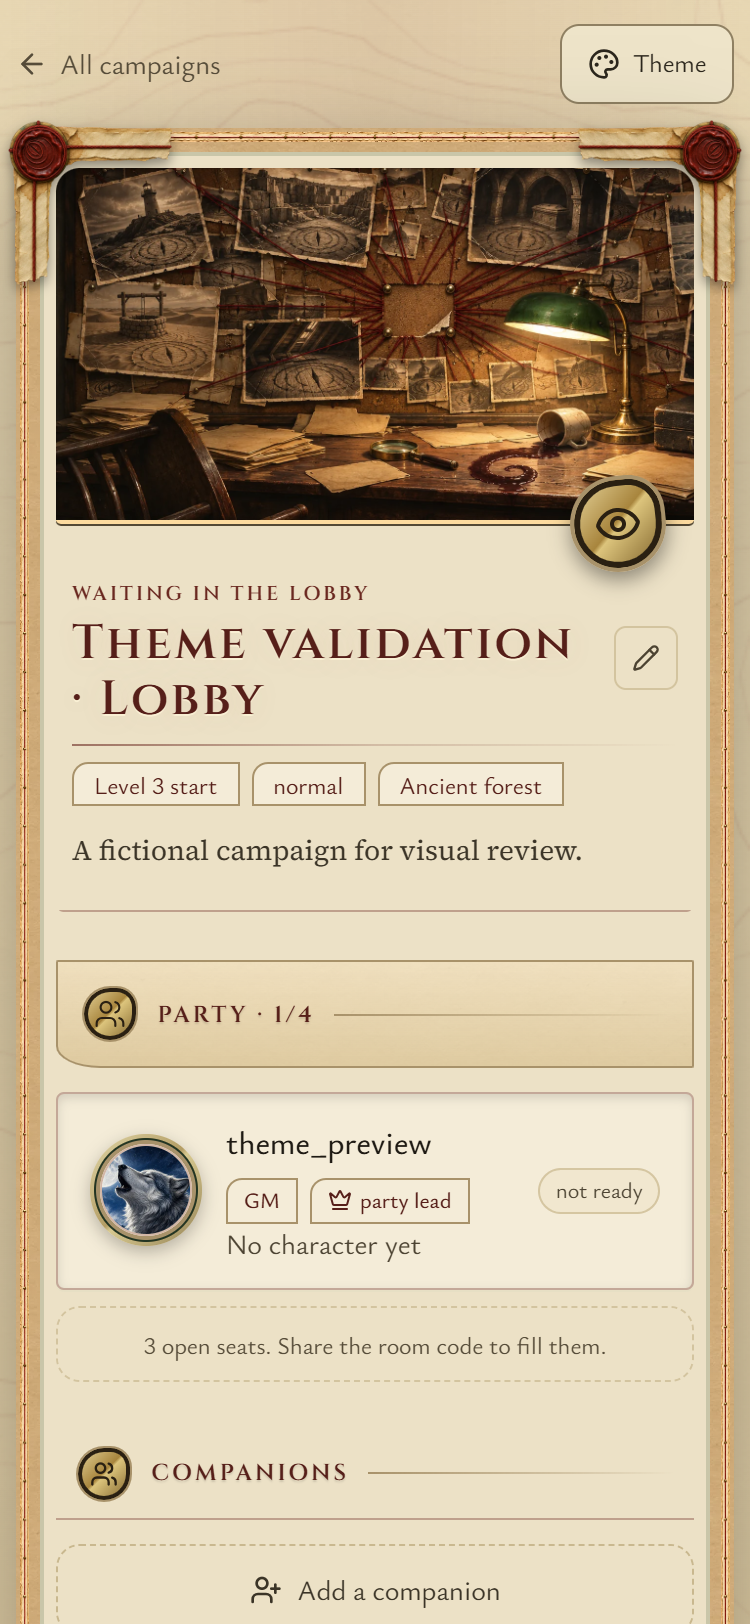 All campaigns
Theme
WAITING IN THE LOBBY
THEME VALIDATION
· LOBBY
Level 3 start
normal
Ancient forest
A fictional campaign for visual review.
PARTY · 1/4
theme_preview
GM
party lead
not ready
No character yet
3 open seats. Share the room code to fill them.
COMPANIONS
Add a companion